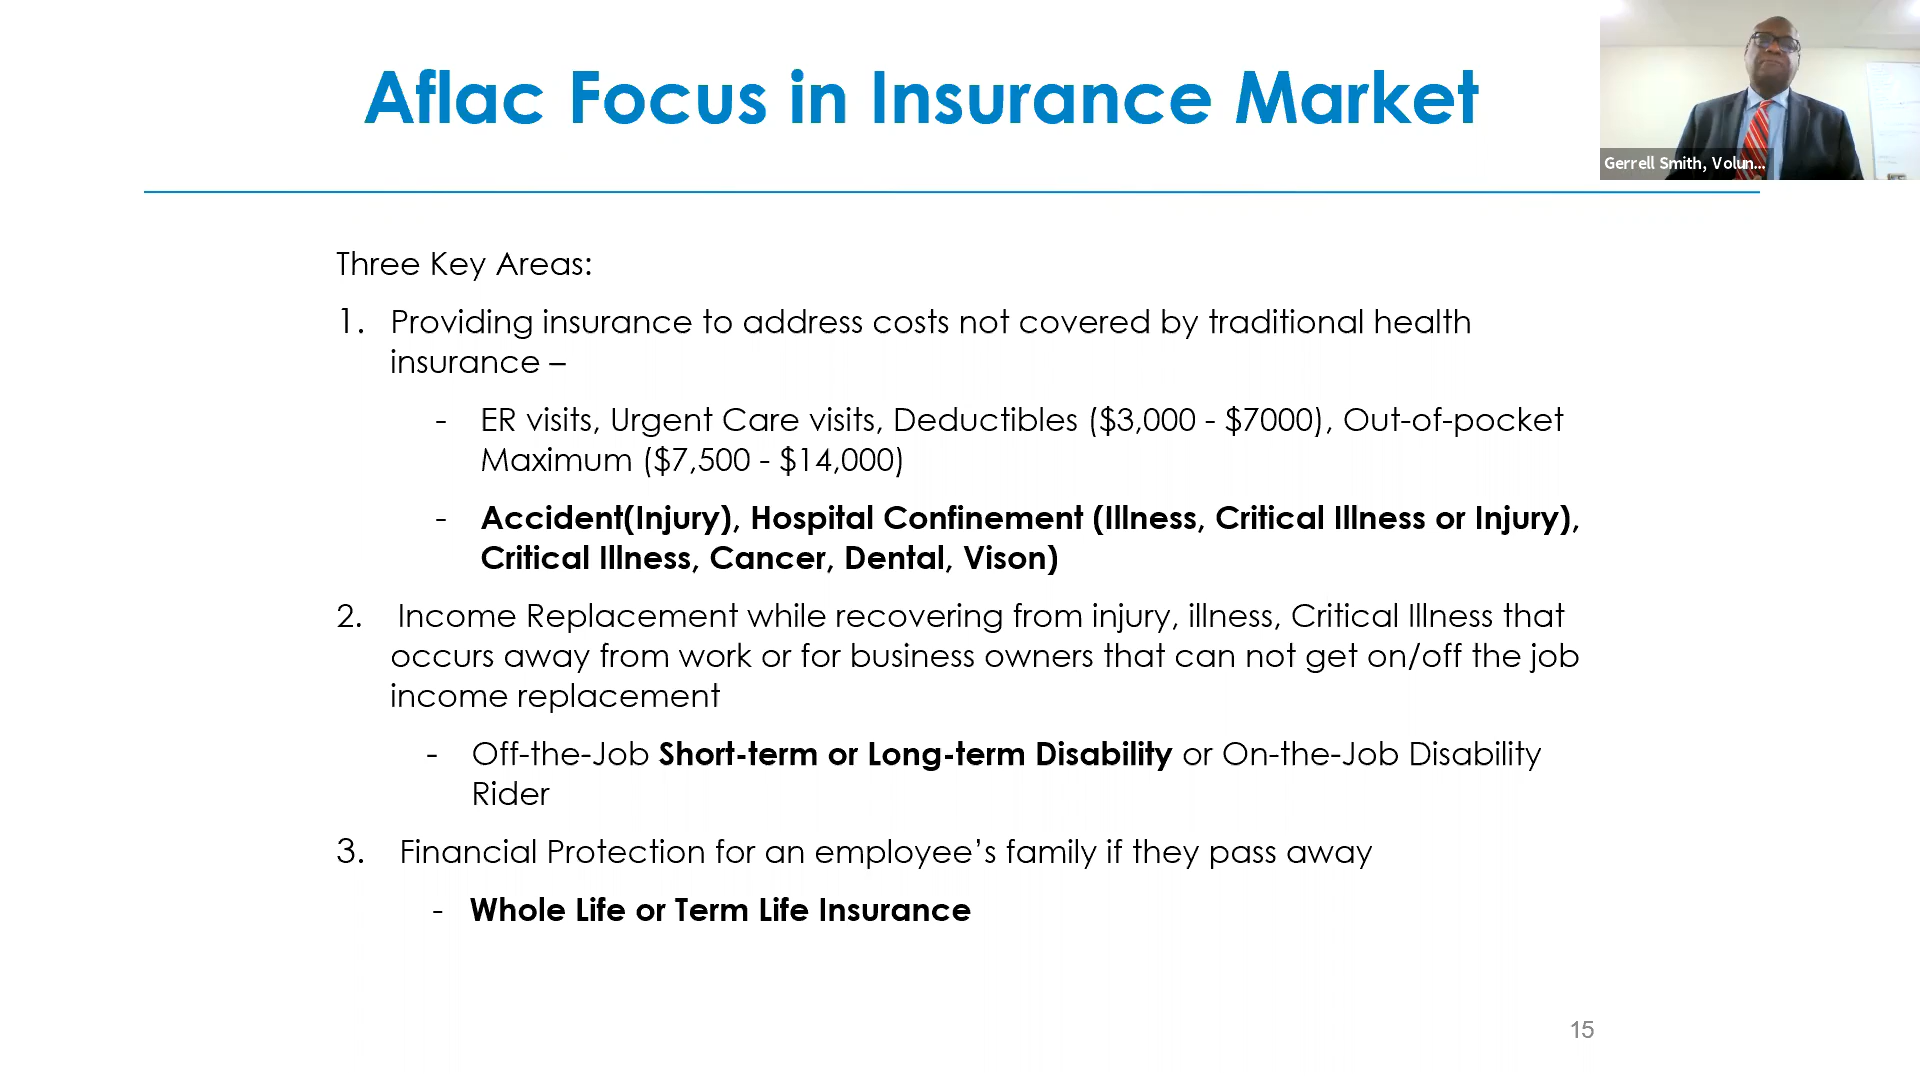 Aflac Focus in Insurance Market
Gerrell Smith, Volun...
Three Key Areas:
1. Providing insurance to address costs not covered by traditional health
insurance –
- ER visits, Urgent Care visits, Deductibles ($3,000 - $7000), Out-of-pocket
Maximum ($7,500 - $14,000)
- Accident(Injury), Hospital Confinement (Illness, Critical Illness or Injury),
Critical Illness, Cancer, Dental, Vison)
2. Income Replacement while recovering from injury, illness, Critical Illness that
occurs away from work or for business owners that can not get on/off the job
income replacement
- Off-the-Job Short-term or Long-term Disability or On-the-Job Disability
Rider
3. Financial Protection for an employee’s family if they pass away
- Whole Life or Term Life Insurance
15